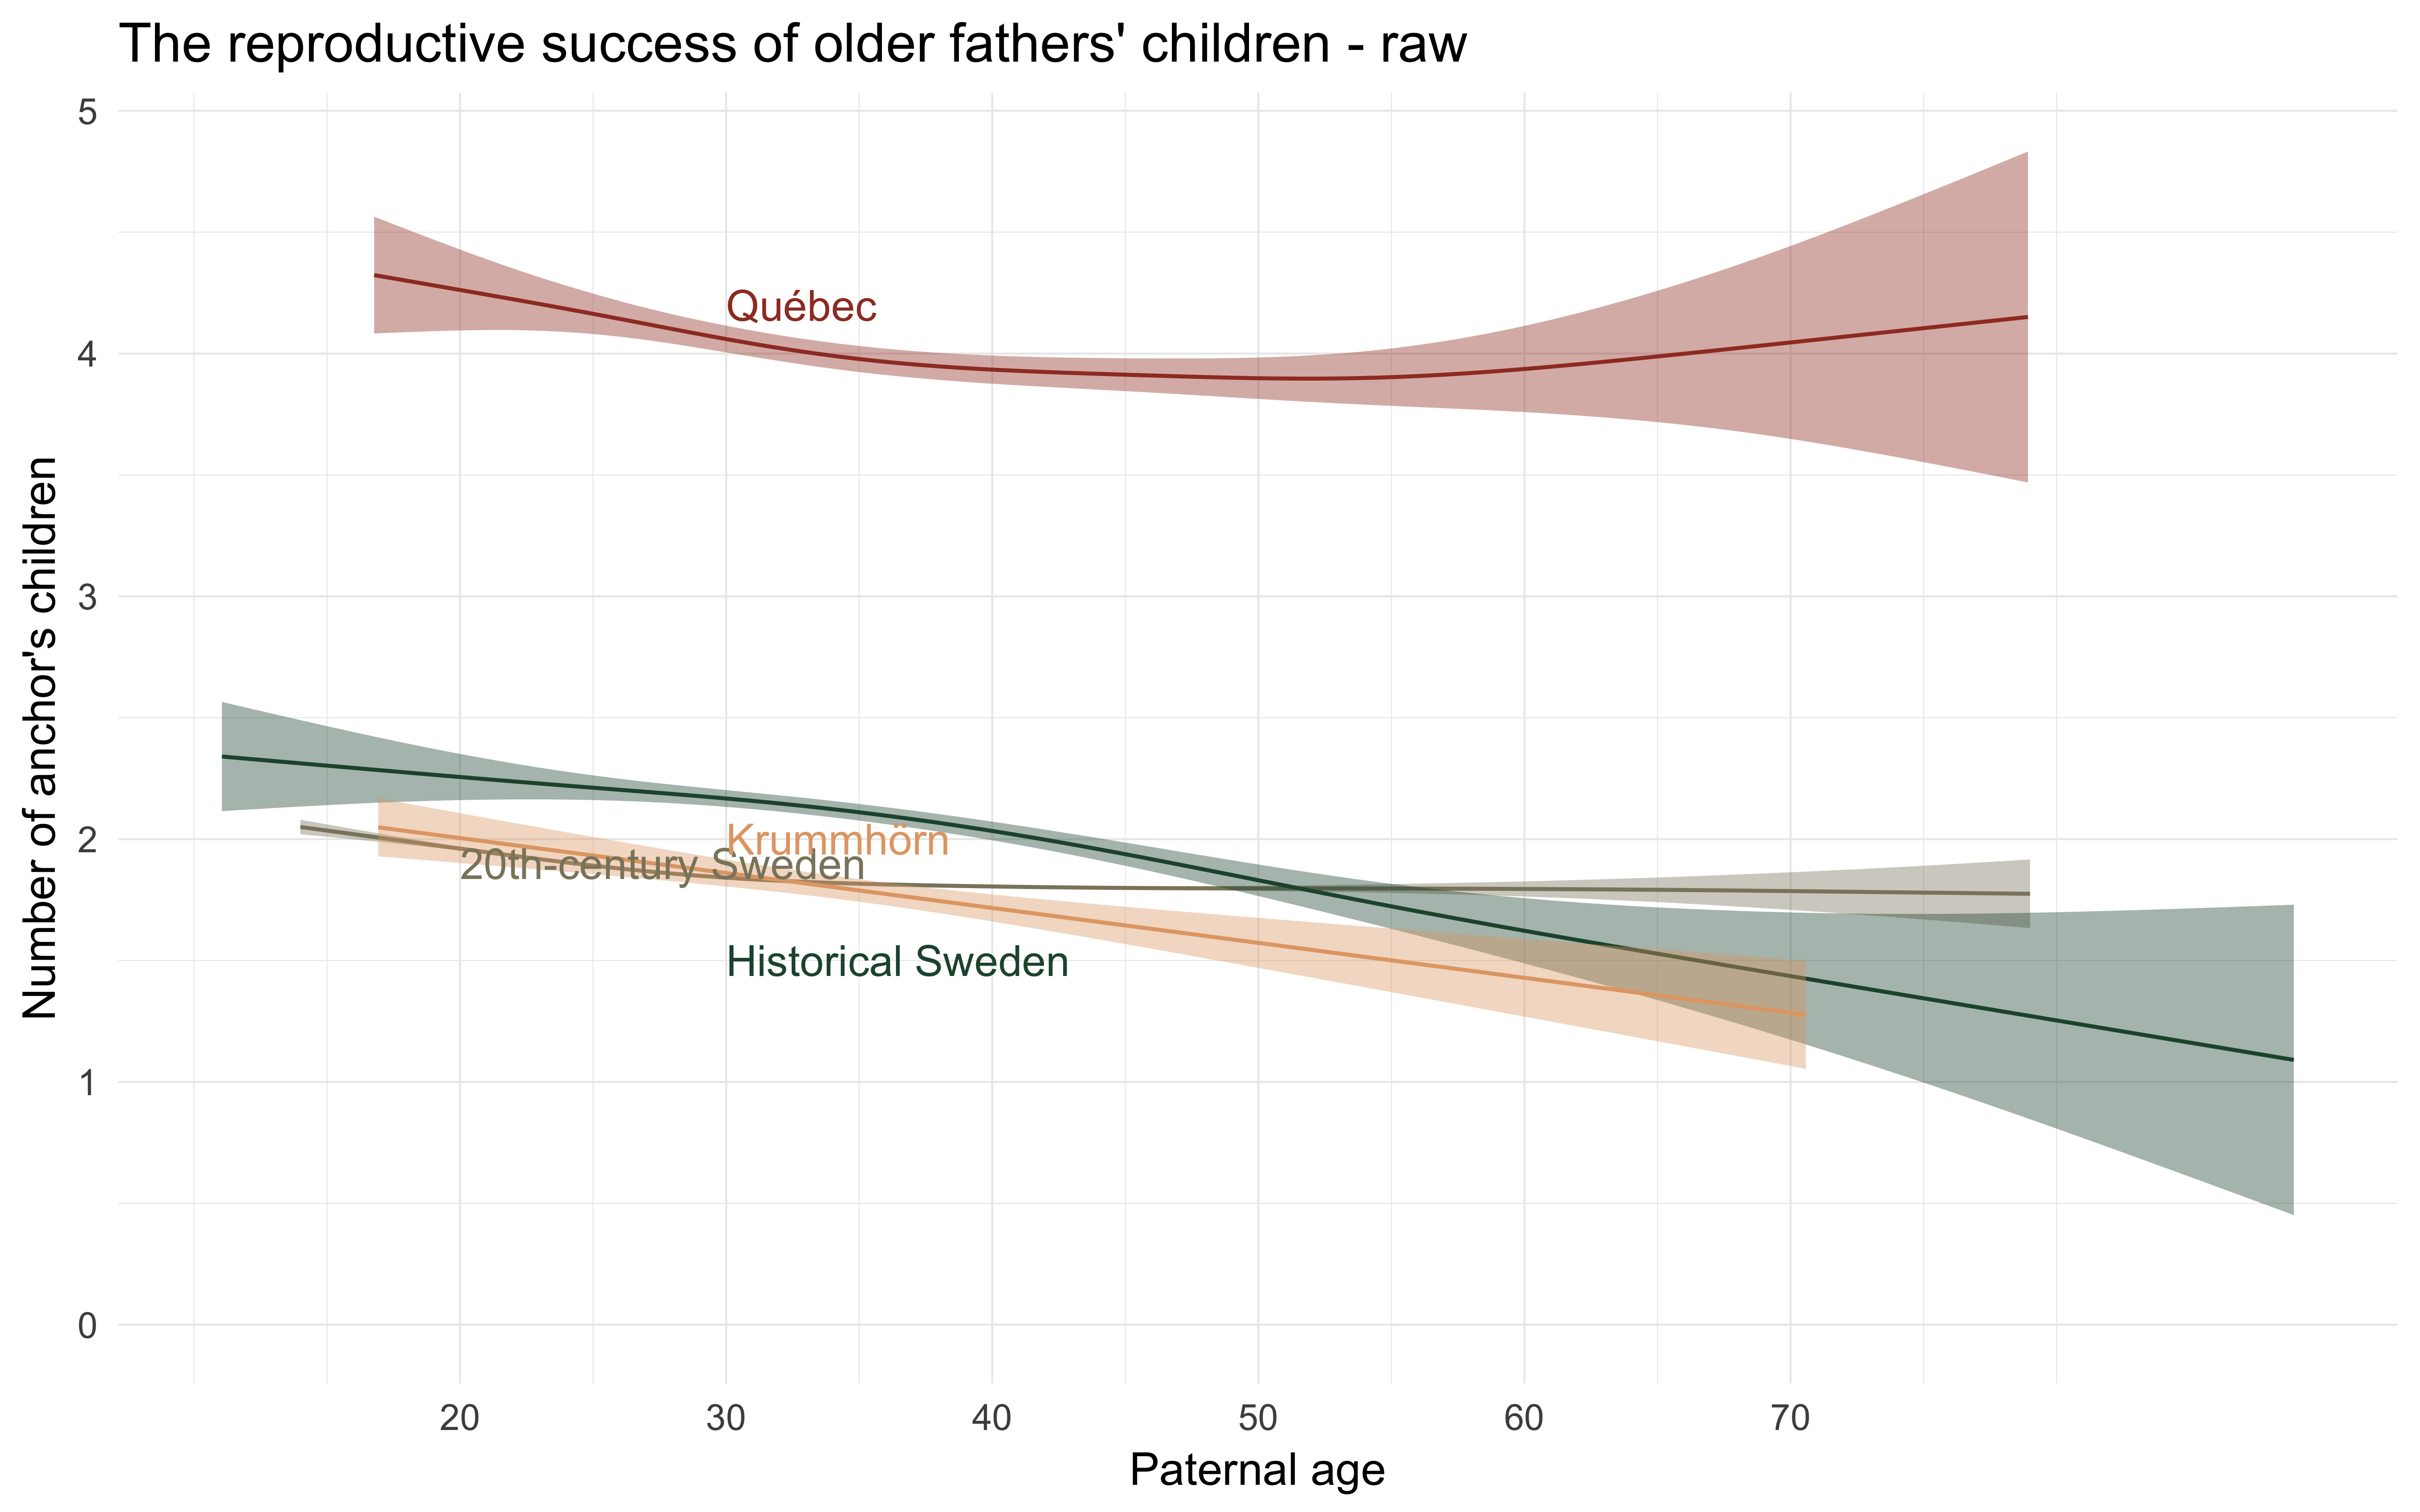 The reproductive success of older fathers' children - raw
5
4
3
2
1
0
Number of anchor's children
Québec
Krummhörn
20th-century Sweden
Historical Sweden
20 30 40 50 60 70
Paternal age